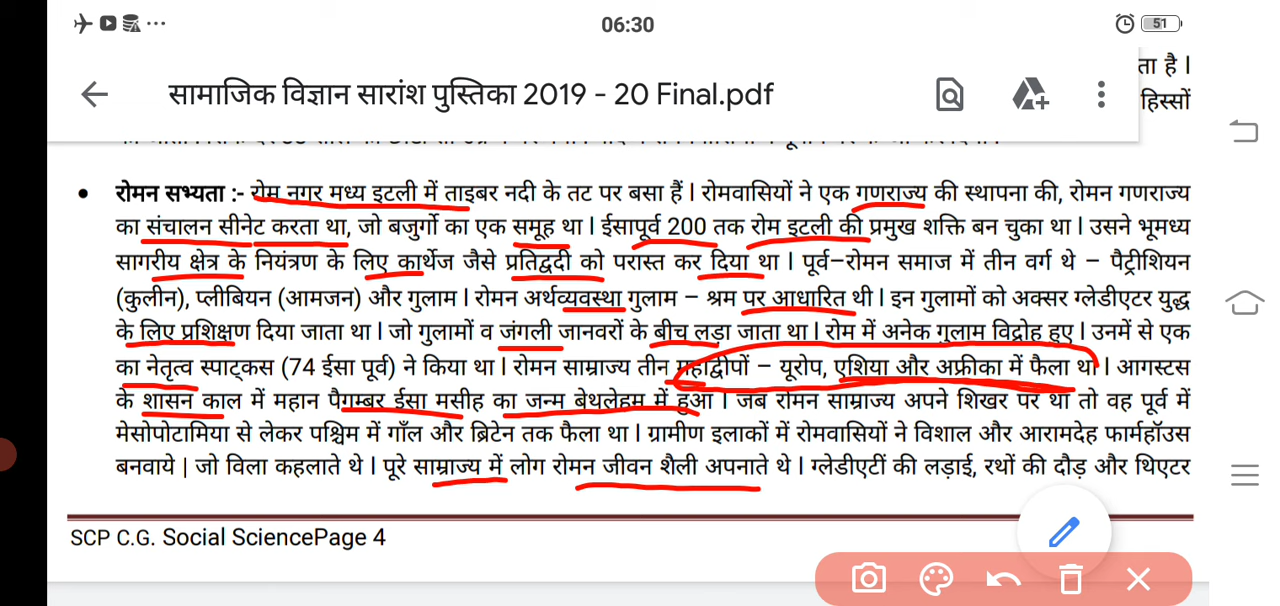 06:30
51
ता है।
सामाजिक विज्ञान सारांश पुस्तिका 2019 - 20 Final.pdf
हिस्सों
रोमन सभ्यता :- रोम नगर मध्य इटली में ताइबर नदी के तट पर बसा हैं। रोमवासियों ने एक गणराज्य की स्थापना की, रोमन गणराज्य
का संचालन सीनेट करता था, जो बजुर्गो का एक समूह था। ईसापूर्व 200 तक रोम इटली की प्रमुख शक्ति बन चुका था। उसने भूमध्य
सागरीय क्षेत्र के नियंत्रण के लिए कार्थेज जैसे प्रतिद्वदी को परास्त कर दिया था। पूर्व–रोमन समाज में तीन वर्ग थे – पैट्रीशियन
(कुलीन), प्लीबियन (आमजन) और गुलाम। रोमन अर्थव्यवस्था गुलाम – श्रम पर आधारित थी। इन गुलामों को अक्सर ग्लेडीएटर युद्ध
के लिए प्रशिक्षण दिया जाता था। जो गुलामों व जंगली जानवरों के बीच लड़ा जाता था। रोम में अनेक गुलाम विद्रोह हुए। उनमें से एक
का नेतृत्व स्पाट्कस (74 ईसा पूर्व) ने किया था। रोमन साम्राज्य तीन महाद्वीपों – यूरोप, एशिया और अफ्रीका में फैला था। आगस्टस
के शासन काल में महान पैगम्बर ईसा मसीह का जन्म बेथलेहम में हुआ। जब रोमन साम्राज्य अपने शिखर पर था तो वह पूर्व में
मेसोपोटामिया से लेकर पश्चिम में गॉल और ब्रिटेन तक फैला था। ग्रामीण इलाकों में रोमवासियों ने विशाल और आरामदेह फार्महॉउस
बनवाये | जो विला कहलाते थे। पूरे साम्राज्य में लोग रोमन जीवन शैली अपनाते थे। ग्लेडीएटीं की लड़ाई, रथों की दौड़ और थिएटर
SCP C.G. Social SciencePage 4